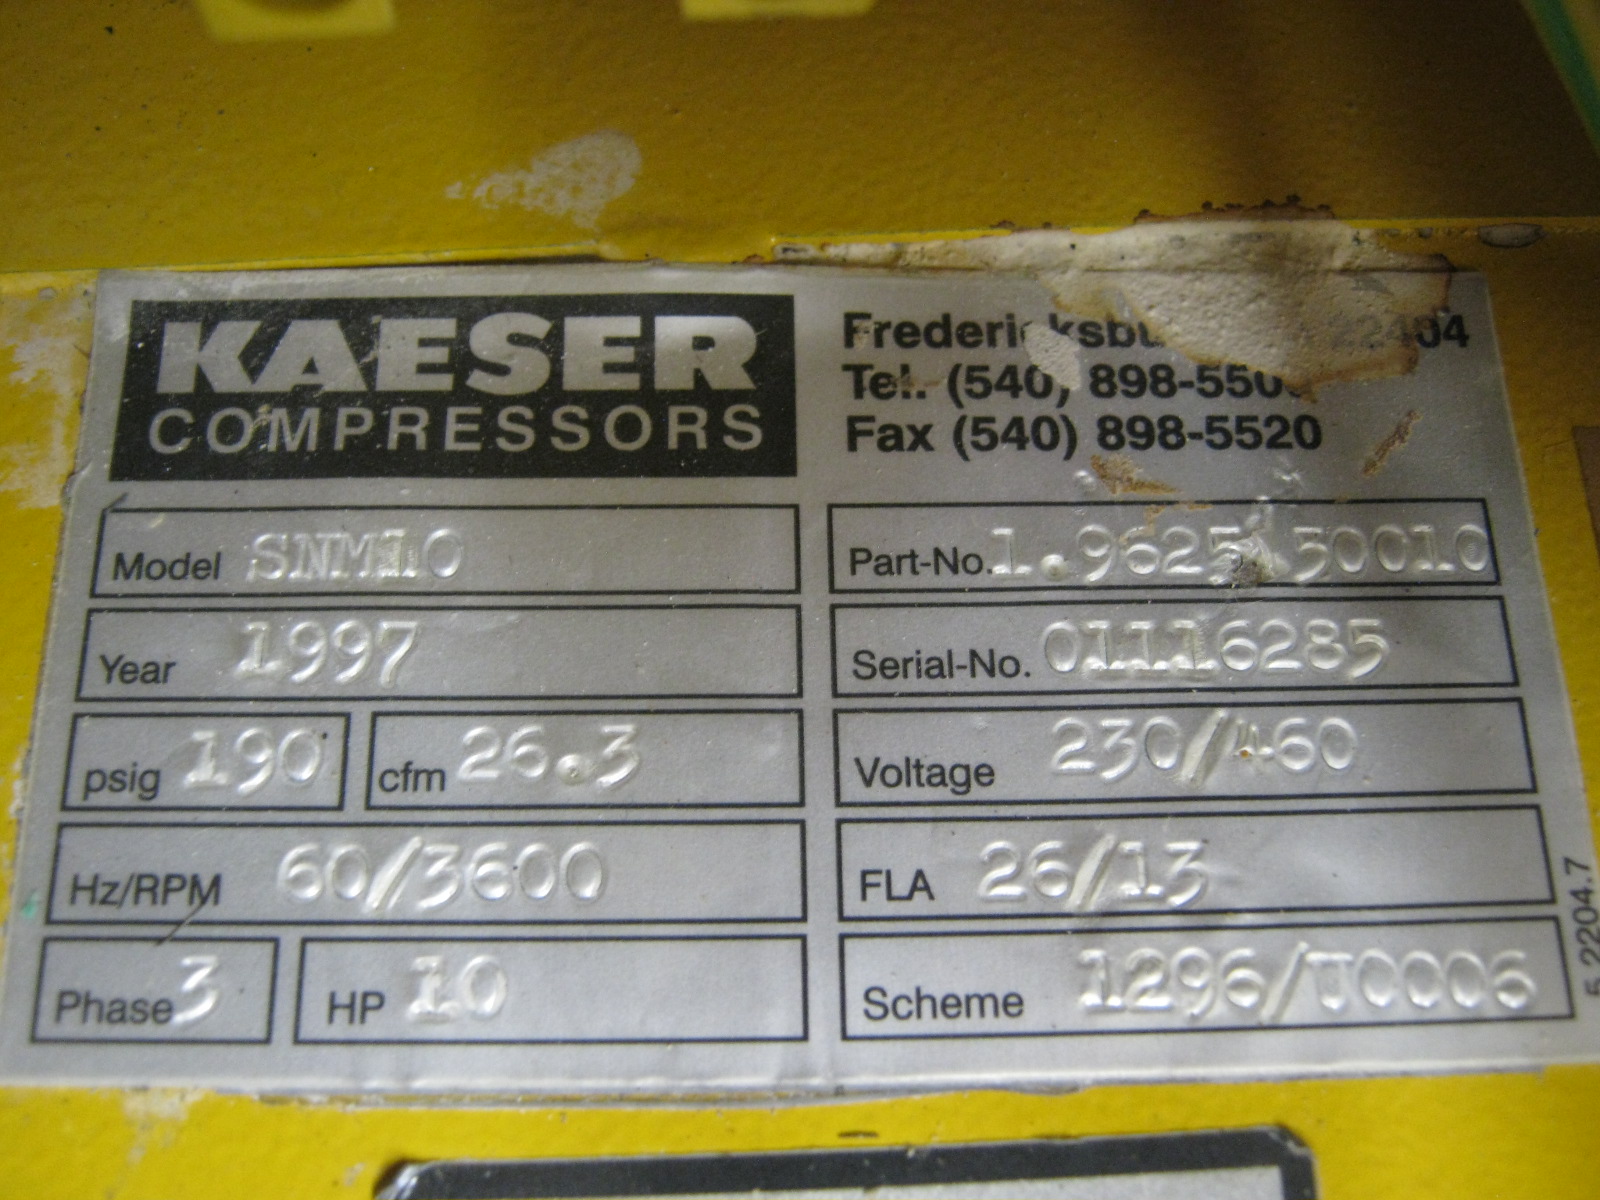 KAESER
COMPRESSORS
22404
Tel. (540) 898-550
Fax (540) 898-5520
Model SNM10
Part-No. 1.9625 50010
Year 1997
Serial-No. 01116285
psig 190 cfm 26.3
Voltage 230/460
Hz/RPM 60/3600
FLA 26/13
Phase 3 HP 10
Scheme 1296/U0006
5 2204.7